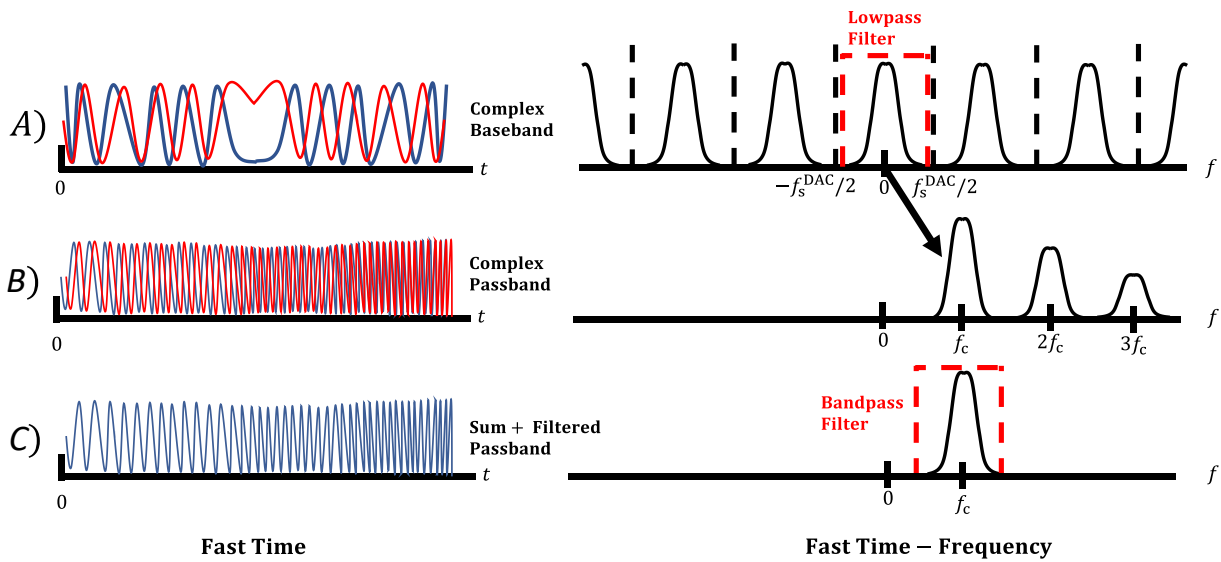 Lowpass
Filter
A)
Complex
Baseband
t
0
−f_s^DAC/2
0
f_s^DAC/2
f
B)
Complex
Passband
t
0
0
f_c
2f_c
3f_c
f
C)
Sum + Filtered
Passband
t
0
Bandpass
Filter
0
f_c
f
Fast Time
Fast Time − Frequency